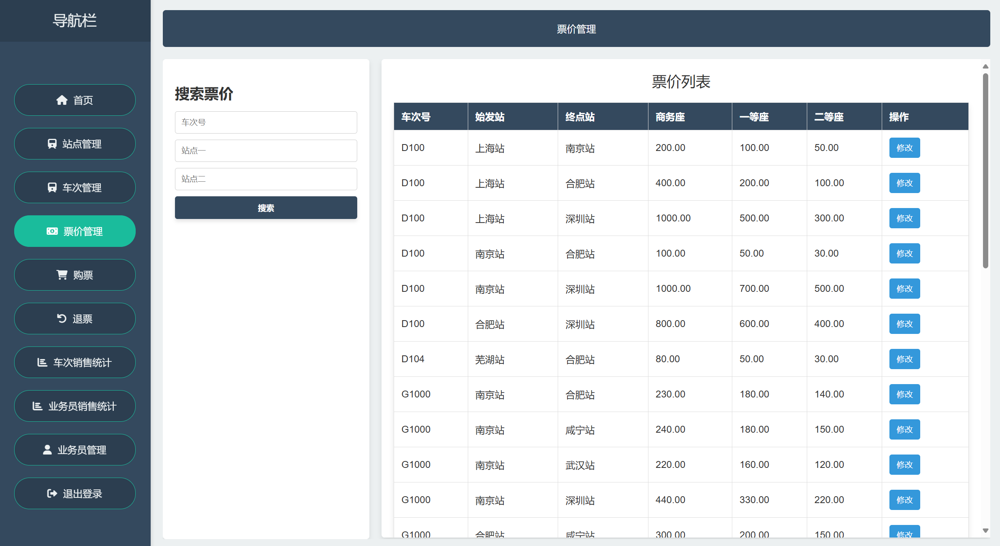 导航栏
首页
站点管理
车次管理
票价管理
购票
退票
车次销售统计
业务员销售统计
业务员管理
退出登录
票价管理
搜索票价
车次号
站点一
站点二
搜索
票价列表
车次号 始发站 终点站 商务座 一等座 二等座 操作
D100 上海站 南京站 200.00 100.00 50.00 修改
D100 上海站 合肥站 400.00 200.00 100.00 修改
D100 上海站 深圳站 1000.00 500.00 300.00 修改
D100 南京站 合肥站 100.00 50.00 30.00 修改
D100 南京站 深圳站 1000.00 700.00 500.00 修改
D100 合肥站 深圳站 800.00 600.00 400.00 修改
D104 芜湖站 合肥站 80.00 50.00 30.00 修改
G1000 南京站 合肥站 230.00 180.00 140.00 修改
G1000 南京站 咸宁站 240.00 180.00 150.00 修改
G1000 南京站 武汉站 220.00 160.00 120.00 修改
G1000 南京站 深圳站 440.00 330.00 220.00 修改
G1000 合肥站 咸宁站 300.00 200.00 150.00 修改